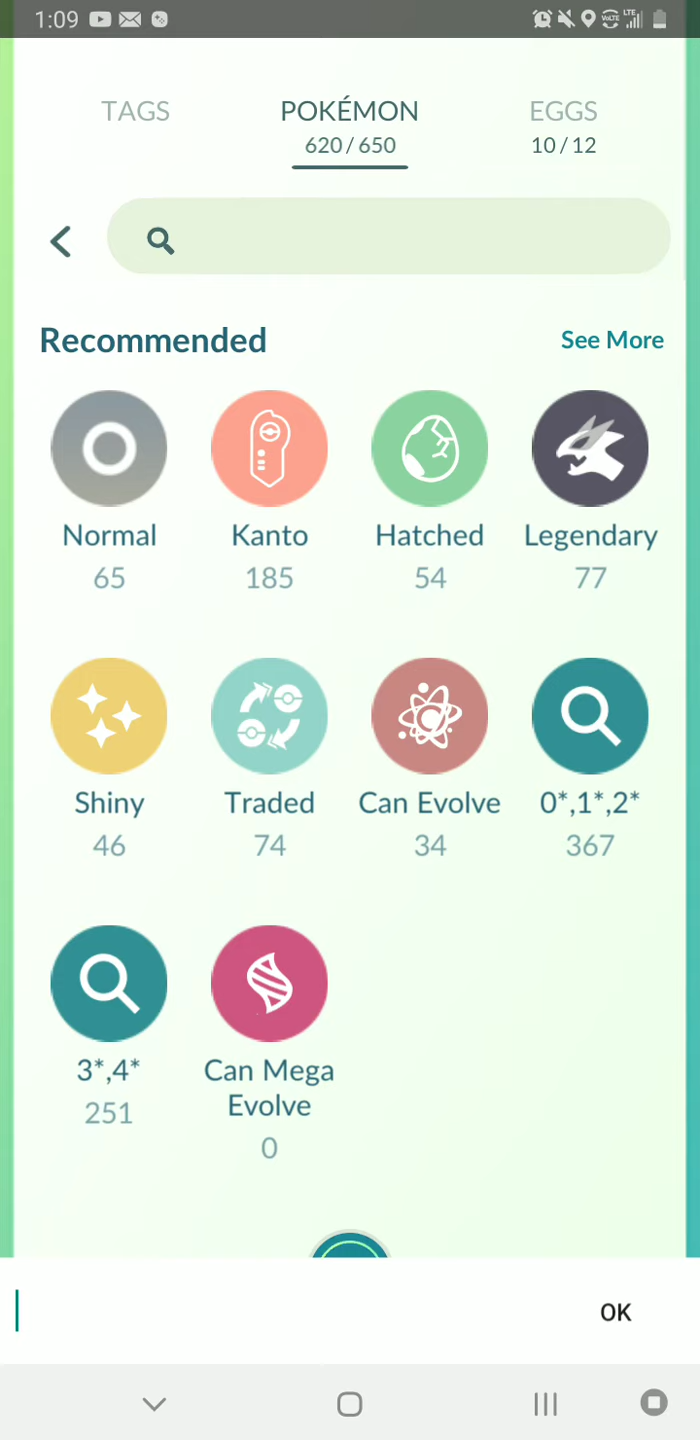 1:09
VoLTE LTE
TAGS POKÉMON EGGS
620 / 650 10 / 12
Recommended See More
Normal Kanto Hatched Legendary
65 185 54 77
Shiny Traded Can Evolve 0*,1*,2*
46 74 34 367
3*,4* Can Mega
Evolve
251
0
OK